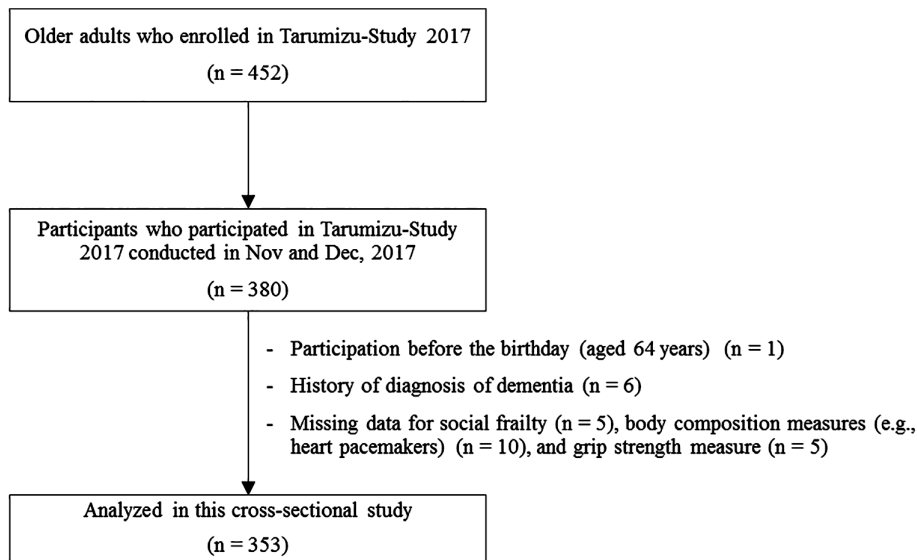 Older adults who enrolled in Tarumizu-Study 2017
(n = 452)
Participants who participated in Tarumizu-Study
2017 conducted in Nov and Dec, 2017
(n = 380)
- Participation before the birthday (aged 64 years) (n = 1)
- History of diagnosis of dementia (n = 6)
- Missing data for social frailty (n = 5), body composition measures (e.g.,
heart pacemakers) (n = 10), and grip strength measure (n = 5)
Analyzed in this cross-sectional study
(n = 353)